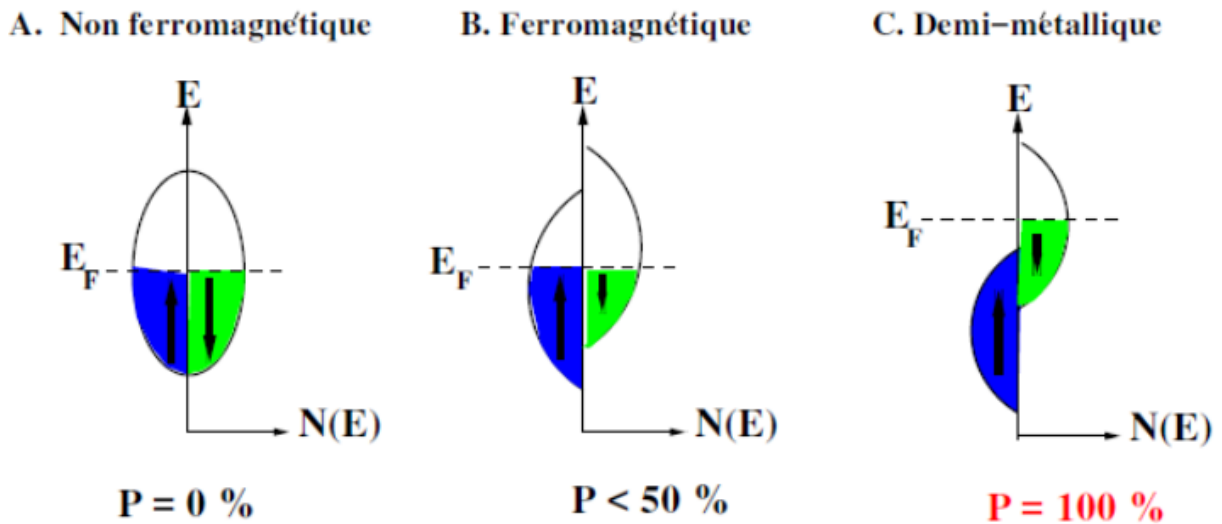 A. Non ferromagnétique
B. Ferromagnétique
C. Demi-métallique
E
E
E
E_F
E_F
E_F
N(E)
N(E)
N(E)
P = 0 %
P < 50 %
P = 100 %